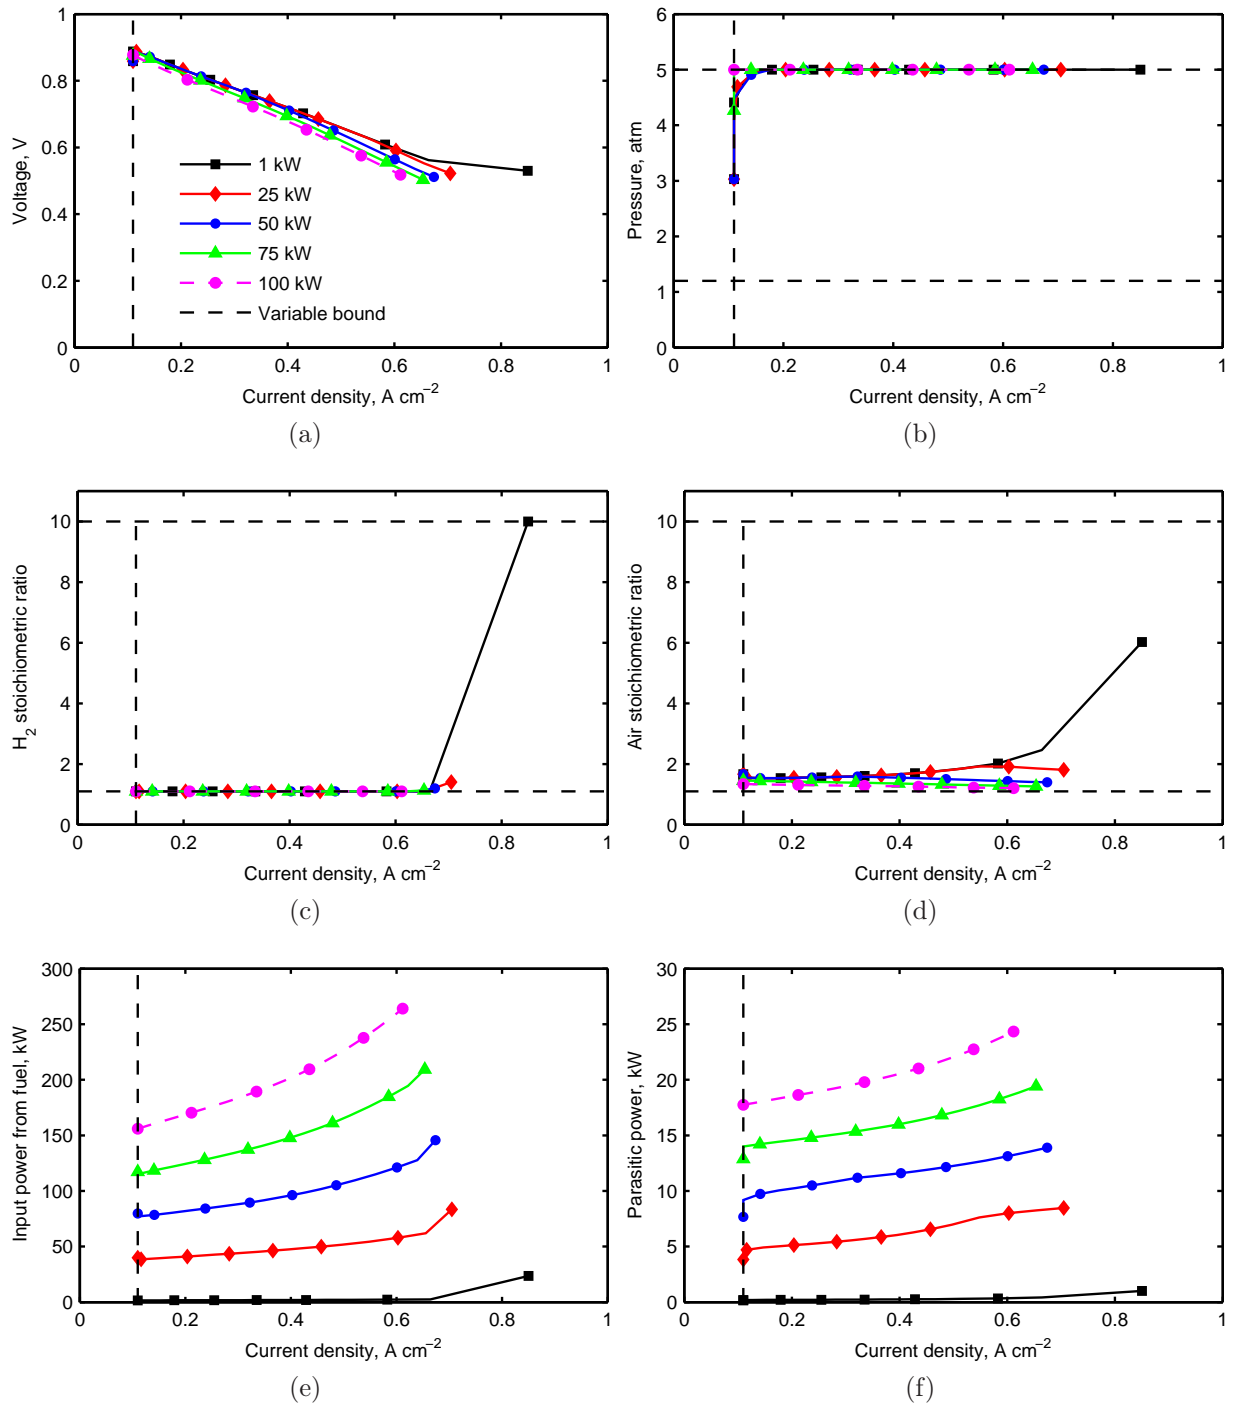 1
0.8
0.6
0.4
0.2
0
Voltage, V
1 kW
25 kW
50 kW
75 kW
100 kW
Variable bound
0 0.2 0.4 0.6 0.8 1
Current density, A cm−2
(a)
6
5
4
3
2
1
0
Pressure, atm
0 0.2 0.4 0.6 0.8 1
Current density, A cm−2
(b)
10
8
6
4
2
0
H2 stoichiometric ratio
0 0.2 0.4 0.6 0.8 1
Current density, A cm−2
(c)
10
8
6
4
2
0
Air stoichiometric ratio
0 0.2 0.4 0.6 0.8 1
Current density, A cm−2
(d)
300
250
200
150
100
50
0
Input power from fuel, kW
0 0.2 0.4 0.6 0.8 1
Current density, A cm−2
(e)
30
25
20
15
10
5
0
Parasitic power, kW
0 0.2 0.4 0.6 0.8 1
Current density, A cm−2
(f)